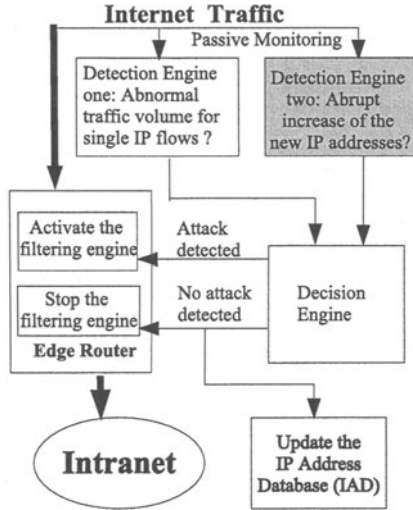 Internet Traffic
Passive Monitoring
Detection Engine
one: Abnormal
traffic volume for
single IP flows ?
Detection Engine
two: Abrupt
increase of the
new IP addresses?
Activate the
filtering engine
Attack
detected
Stop the
filtering engine
No attack
detected
Edge Router
Decision
Engine
Intranet
Update the
IP Address
Database (IAD)